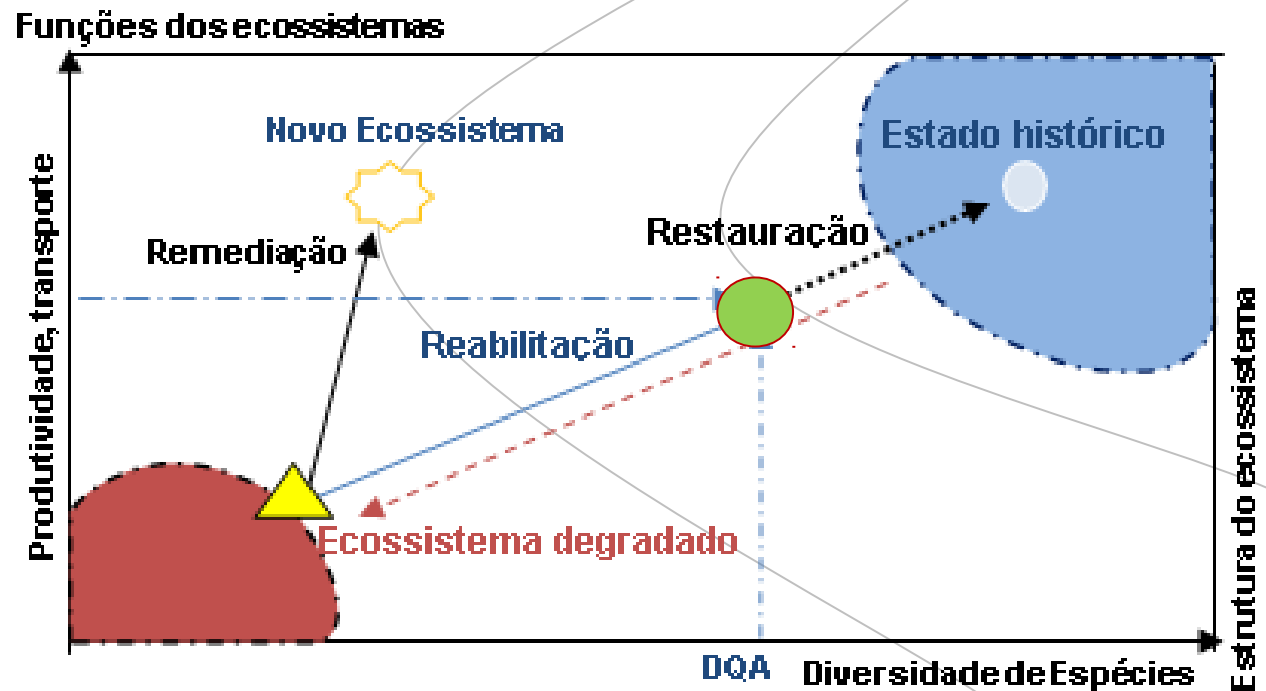 Funções dos ecossistemas
Novo Ecossistema
Estado histórico
Produtividade, transporte
Remediação
Restauração
Reabilitação
Estrutura do ecossistema
Ecossistema degradado
DQA
Diversidade de Espécies